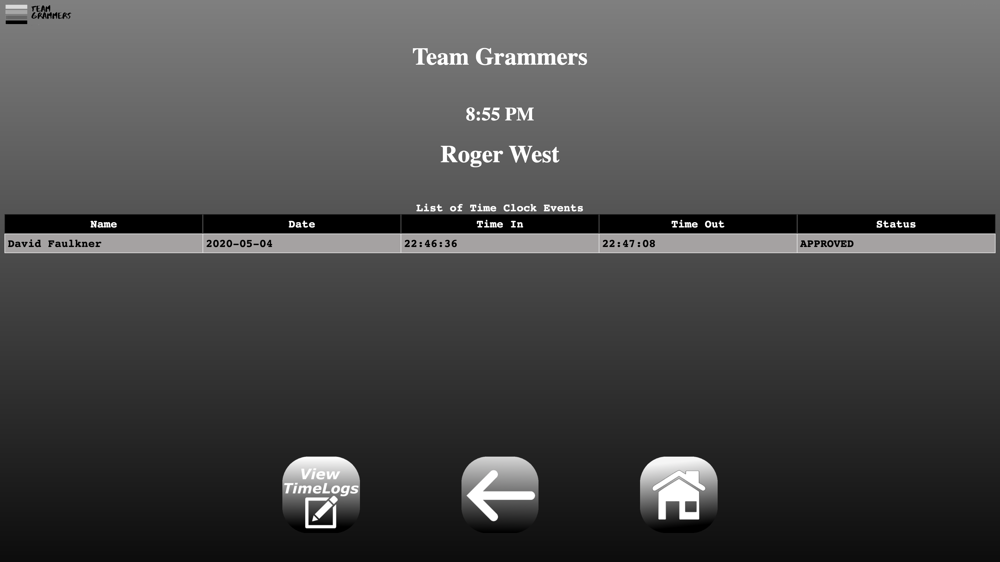 TEAM
GRAMMERS
Team Grammers
8:55 PM
Roger West
List of Time Clock Events
Name Date Time In Time Out Status
David Faulkner 2020-05-04 22:46:36 22:47:08 APPROVED
View
TimeLogs